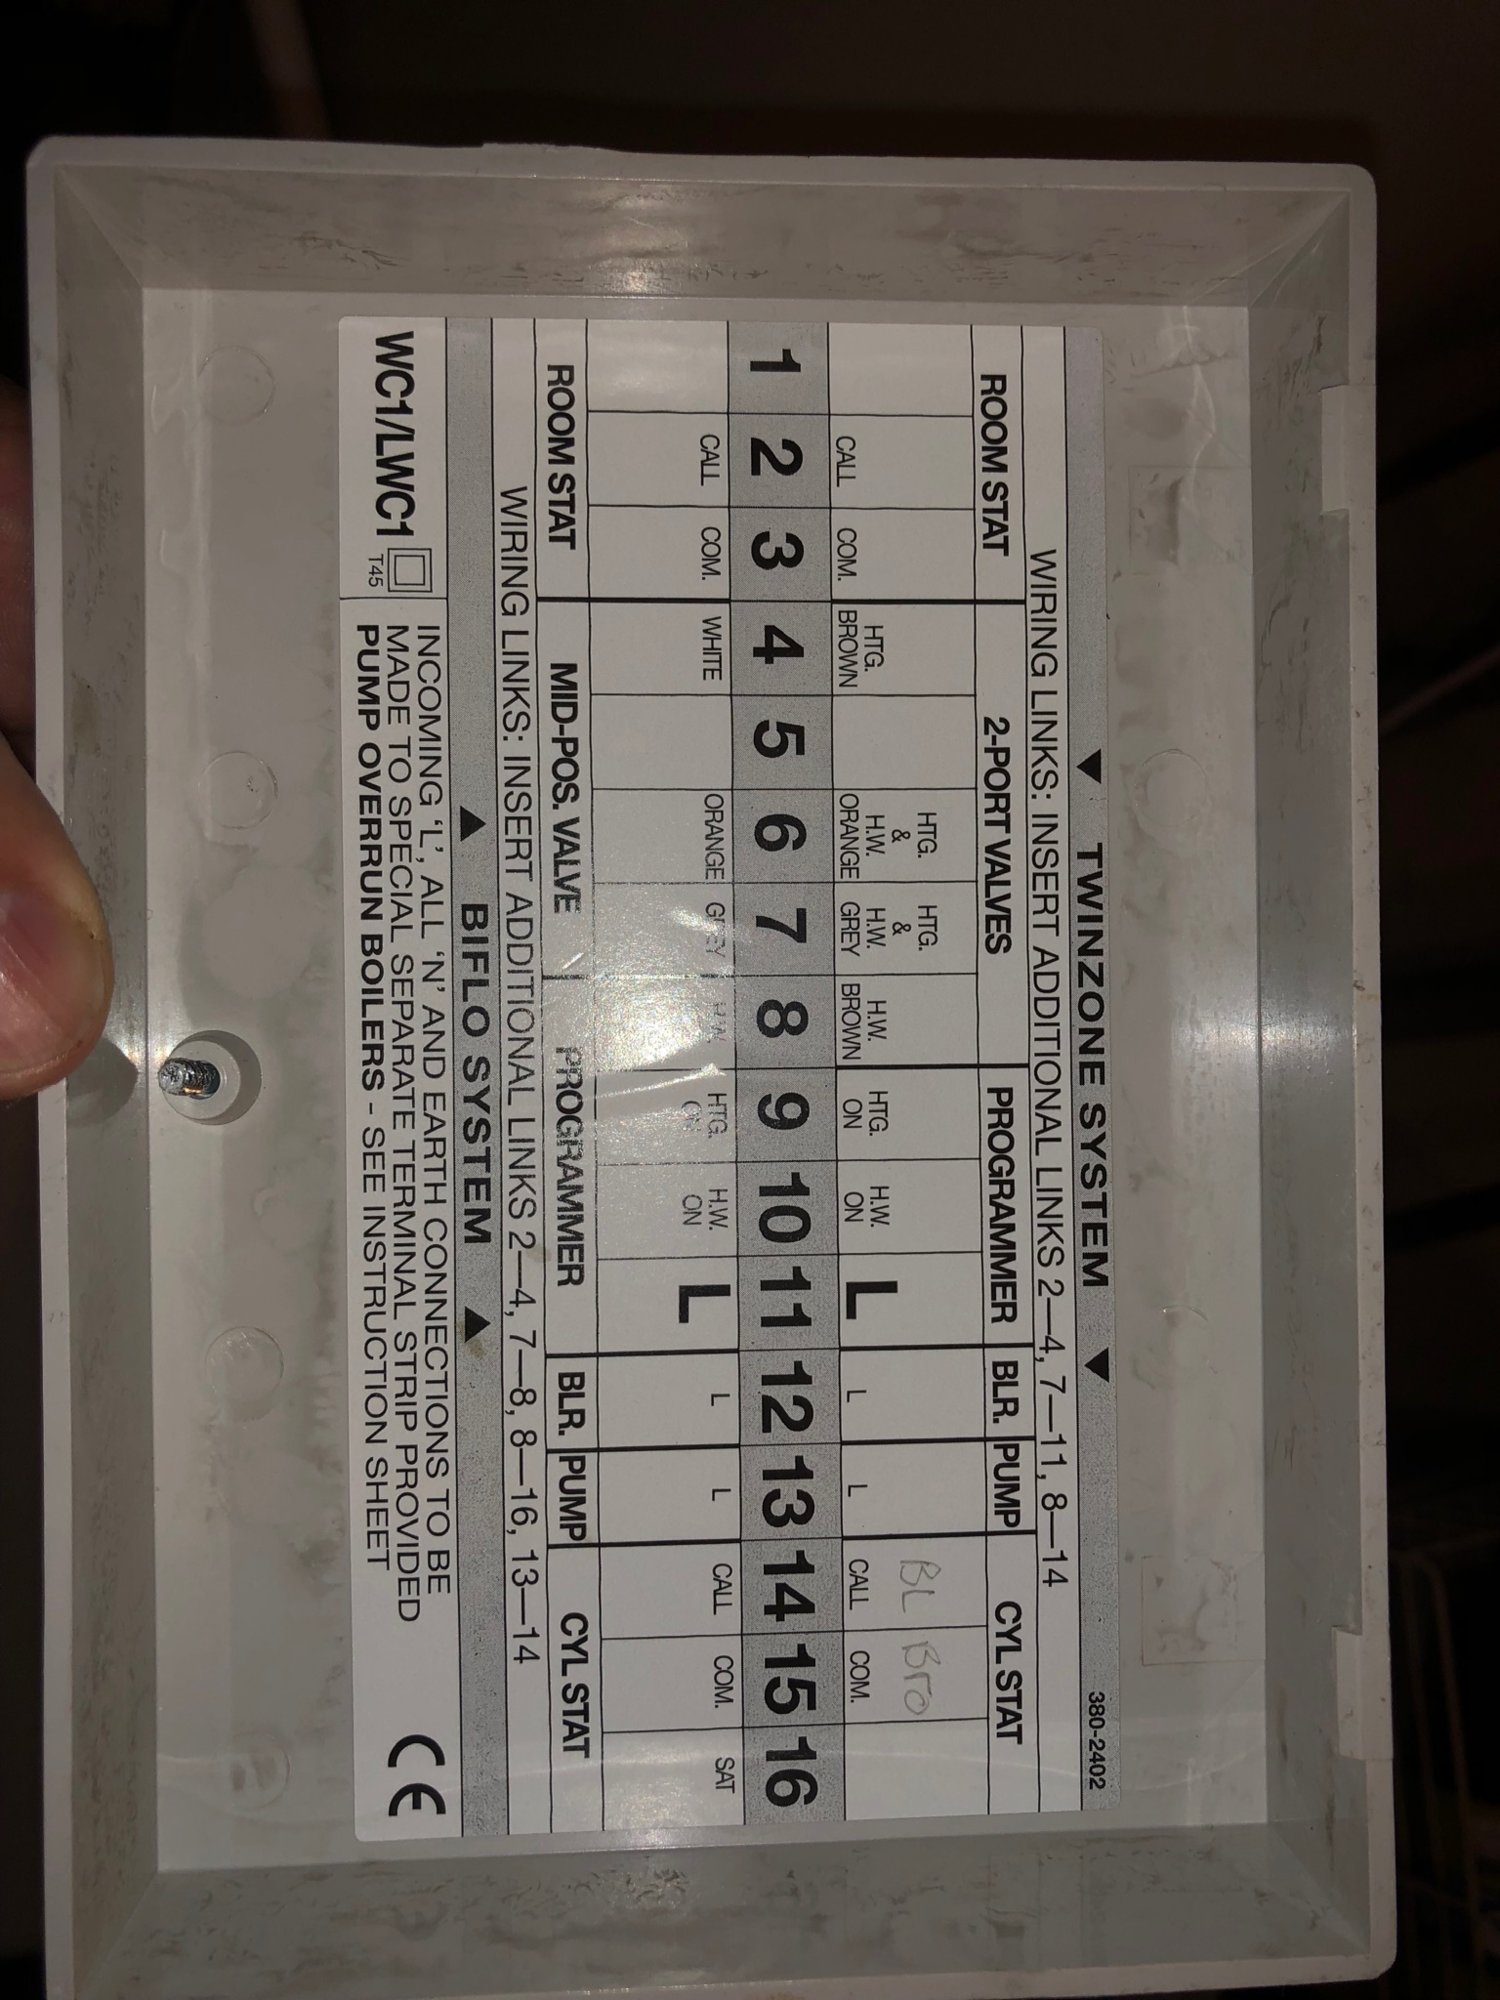 ▼ TWINZONE SYSTEM ▼ 380-2402
WIRING LINKS: INSERT ADDITIONAL LINKS 2—4, 7—11, 8—14
ROOM STAT 2-PORT VALVES PROGRAMMER BLR. PUMP CYL STAT
CALL COM. HTG. BROWN HTG. & H.W. ORANGE HTG. & H.W. GREY H.W. BROWN HTG. ON H.W. ON L L L BL CALL Bro COM.
1 2 3 4 5 6 7 8 9 10 11 12 13 14 15 16
CALL COM. WHITE ORANGE GREY H.W. HTG. ON H.W. ON L L L CALL COM. SAT
ROOM STAT MID-POS. VALVE PROGRAMMER BLR. PUMP CYL STAT
WIRING LINKS: INSERT ADDITIONAL LINKS 2—4, 7—8, 8—16, 13—14
▲ BIFLO SYSTEM ▲
WC1/LWC1 T45
INCOMING ‘L’, ALL ‘N’ AND EARTH CONNECTIONS TO BE
MADE TO SPECIAL SEPARATE TERMINAL STRIP PROVIDED
PUMP OVERRUN BOILERS - SEE INSTRUCTION SHEET
CE